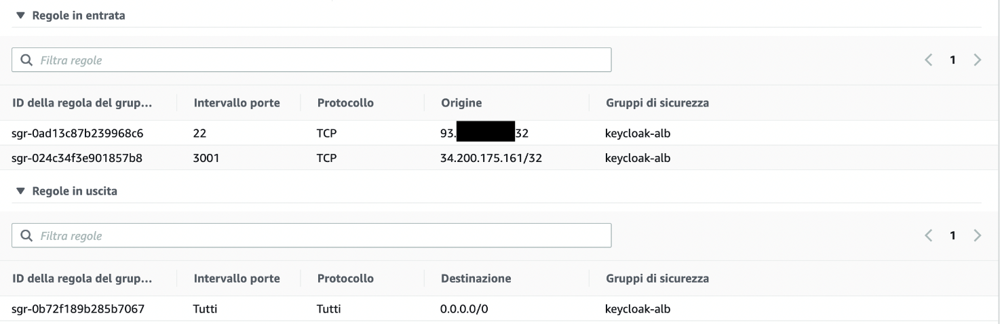 ▼ Regole in entrata
Filtra regole
1
ID della regola del grup... Intervallo porte Protocollo Origine Gruppi di sicurezza
sgr-0ad13c87b239968c6 22 TCP 93. 32 keycloak-alb
sgr-024c34f3e901857b8 3001 TCP 34.200.175.161/32 keycloak-alb
▼ Regole in uscita
Filtra regole
1
ID della regola del grup... Intervallo porte Protocollo Destinazione Gruppi di sicurezza
sgr-0b72f189b285b7067 Tutti Tutti 0.0.0.0/0 keycloak-alb